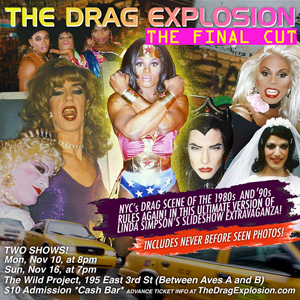 THE DRAG EXPLOSION
THE FINAL CUT
NYC's DRAG SCENE OF THE 1980s AND '90s
RULES AGAIN! IN THIS ULTIMATE VERSION OF
LINDA SIMPSON'S SLIDESHOW EXTRAVAGANZA!
INCLUDES NEVER BEFORE SEEN PHOTOS!
TWO SHOWS!
Mon, Nov 10, at 8pm
Sun, Nov 16, at 7pm
The Wild Project, 195 East 3rd St (Between Aves A and B)
$10 Admission *Cash Bar* ADVANCE TICKET INFO AT TheDragExplosion.com